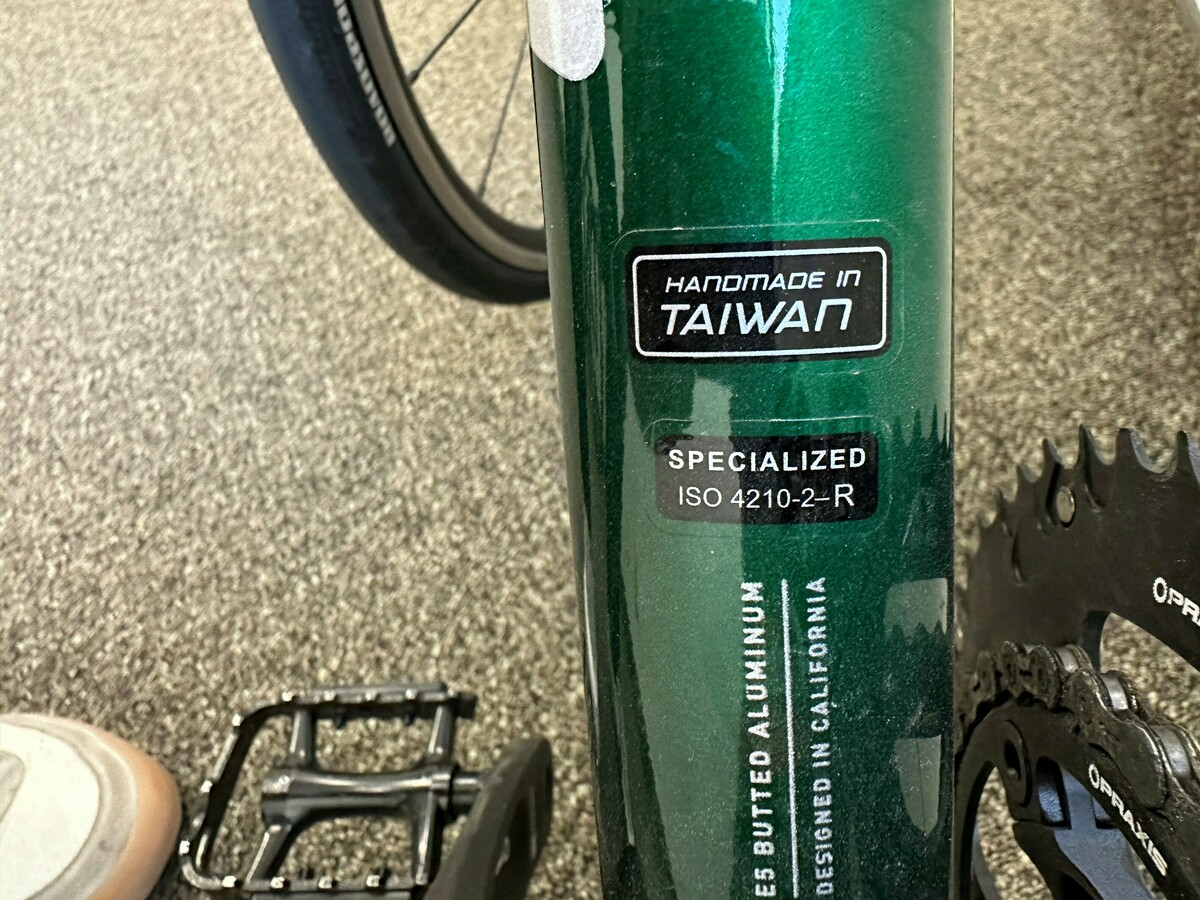 HANDMADE IN
TAIWAN
SPECIALIZED
ISO 4210-2-R
E5 BUTTED ALUMINUM
DESIGNED IN CALIFORNIA
PRAXIS